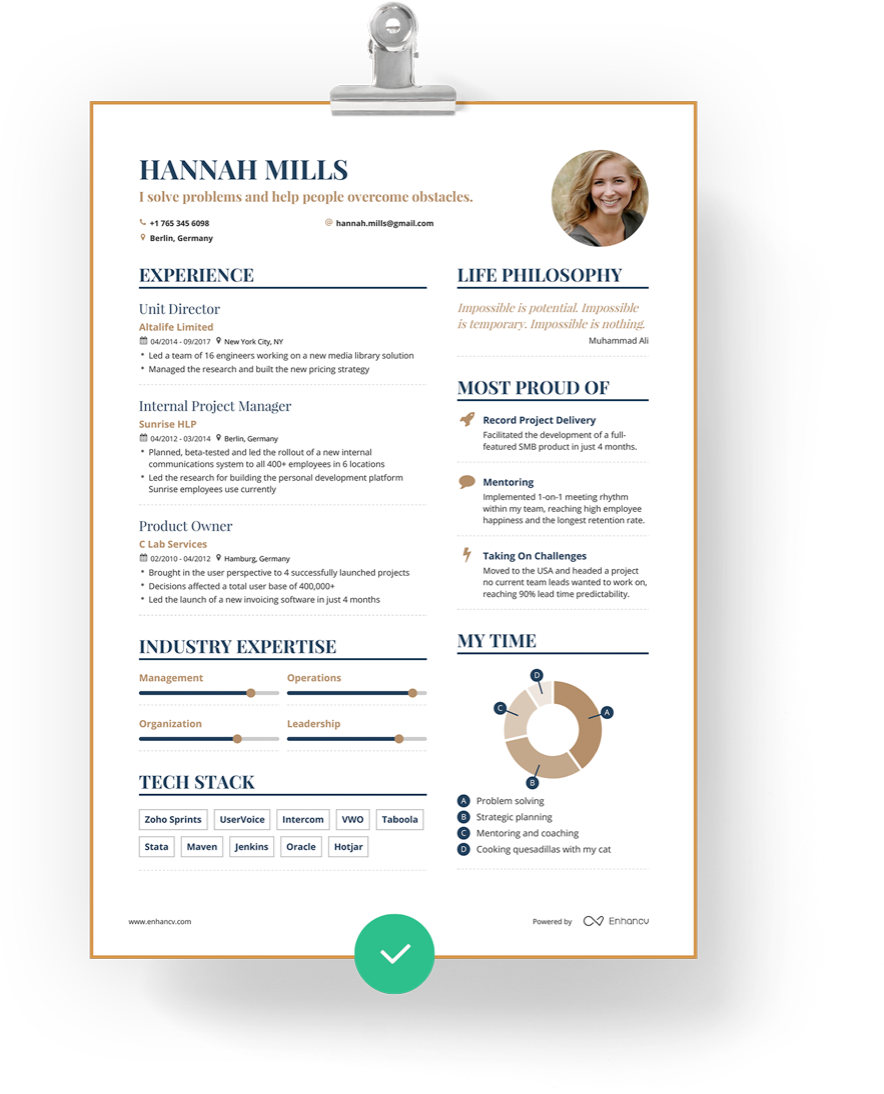 HANNAH MILLS
I solve problems and help people overcome obstacles.
+1 765 345 6098
hannah.mills@gmail.com
Berlin, Germany
EXPERIENCE
Unit Director
Altalife Limited
04/2014 - 09/2017 New York City, NY
• Led a team of 16 engineers working on a new media library solution
• Managed the research and built the new pricing strategy
Internal Project Manager
Sunrise HLP
04/2012 - 03/2014 Berlin, Germany
• Planned, beta-tested and led the rollout of a new internal
communications system to all 400+ employees in 6 locations
• Led the research for building the personal development platform
Sunrise employees use currently
Product Owner
C Lab Services
02/2010 - 04/2012 Hamburg, Germany
• Brought in the user perspective to 4 successfully launched projects
• Decisions affected a total user base of 400,000+
• Led the launch of a new invoicing software in just 4 months
INDUSTRY EXPERTISE
Management
Operations
Organization
Leadership
TECH STACK
Zoho Sprints
UserVoice
Intercom
VWO
Taboola
Stata
Maven
Jenkins
Oracle
Hotjar
LIFE PHILOSOPHY
Impossible is potential. Impossible
is temporary. Impossible is nothing.
Muhammad Ali
MOST PROUD OF
Record Project Delivery
Facilitated the development of a full-
featured SMB product in just 4 months.
Mentoring
Implemented 1-on-1 meeting rhythm
within my team, reaching high employee
happiness and the longest retention rate.
Taking On Challenges
Moved to the USA and headed a project
no current team leads wanted to work on,
reaching 90% lead time predictability.
MY TIME
D
A
C
B
A Problem solving
B Strategic planning
C Mentoring and coaching
D Cooking quesadillas with my cat
www.enhancv.com
Powered by Enhancv